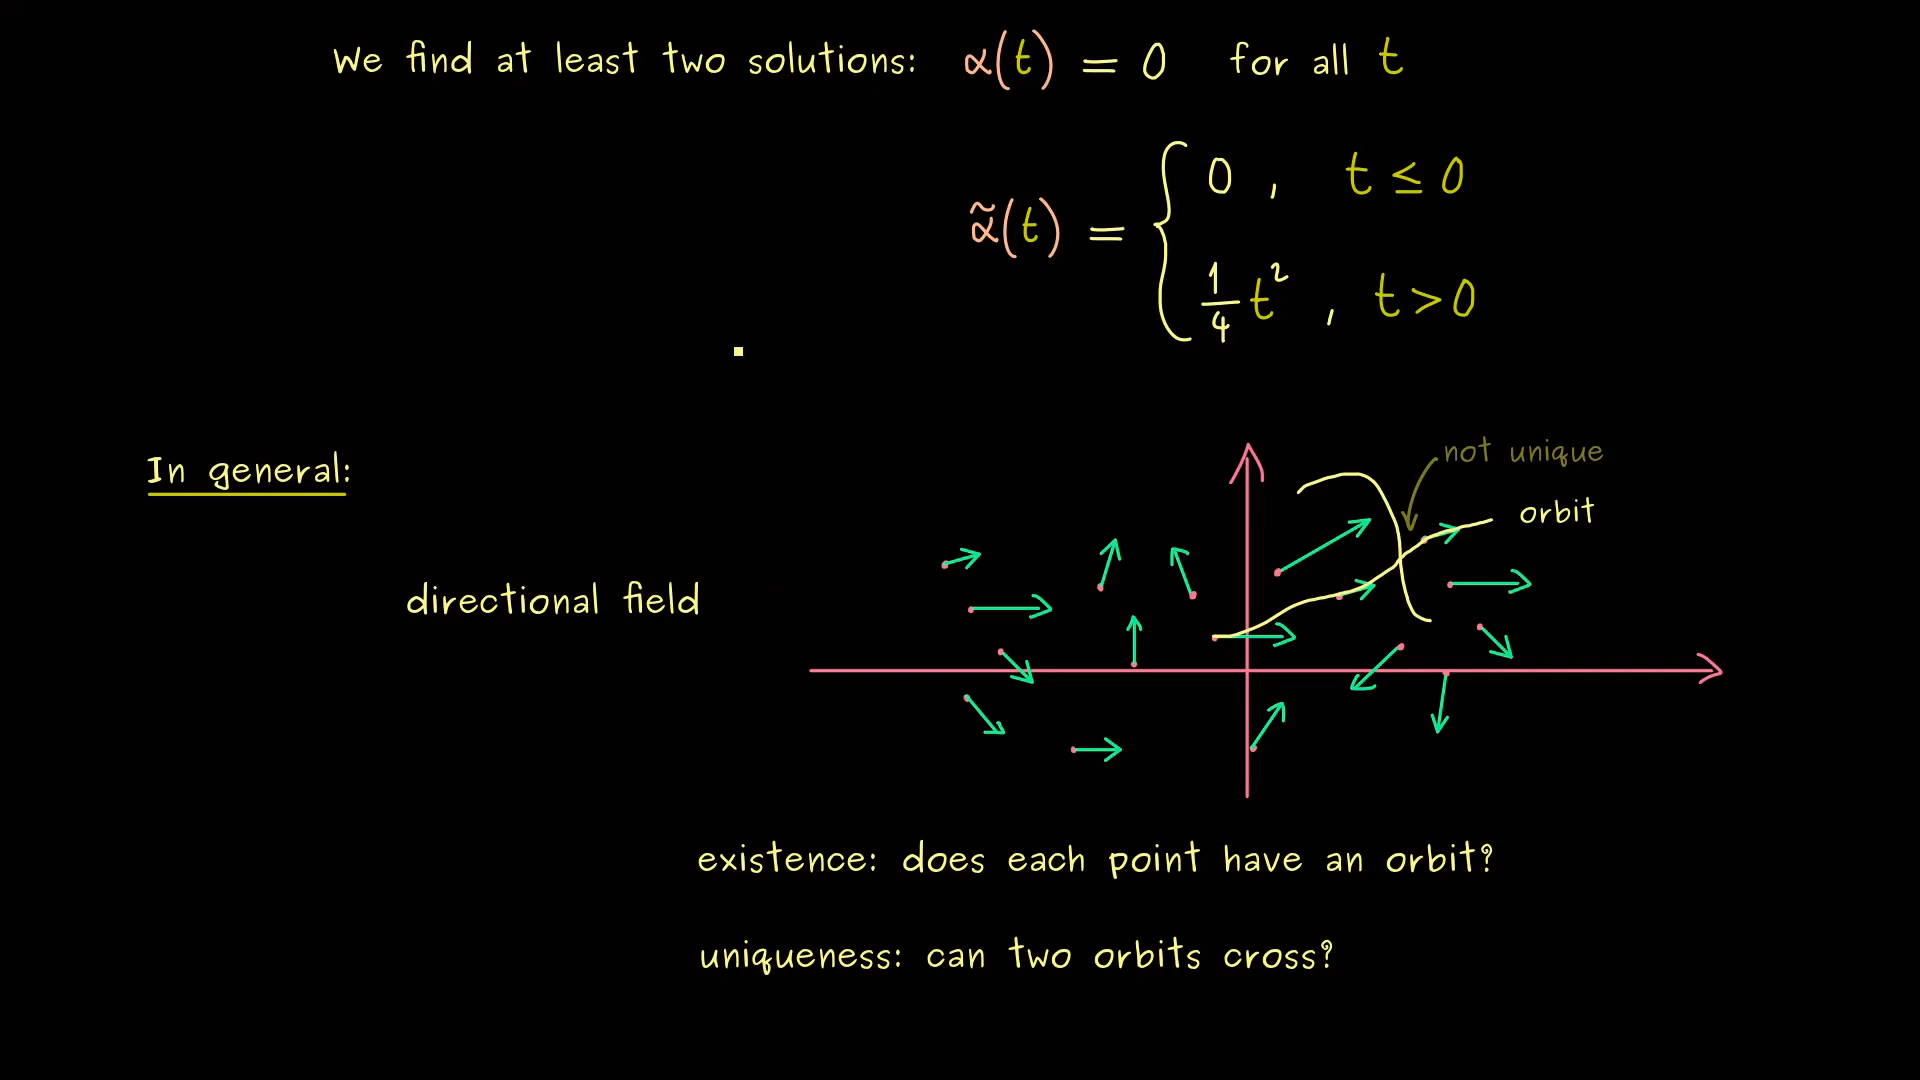 We find at least two solutions: α(t) = 0 for all t
α̃(t) = { 0 , t ≤ 0
1/4 t² , t > 0
In general:
not unique
orbit
directional field
existence: does each point have an orbit?
uniqueness: can two orbits cross?